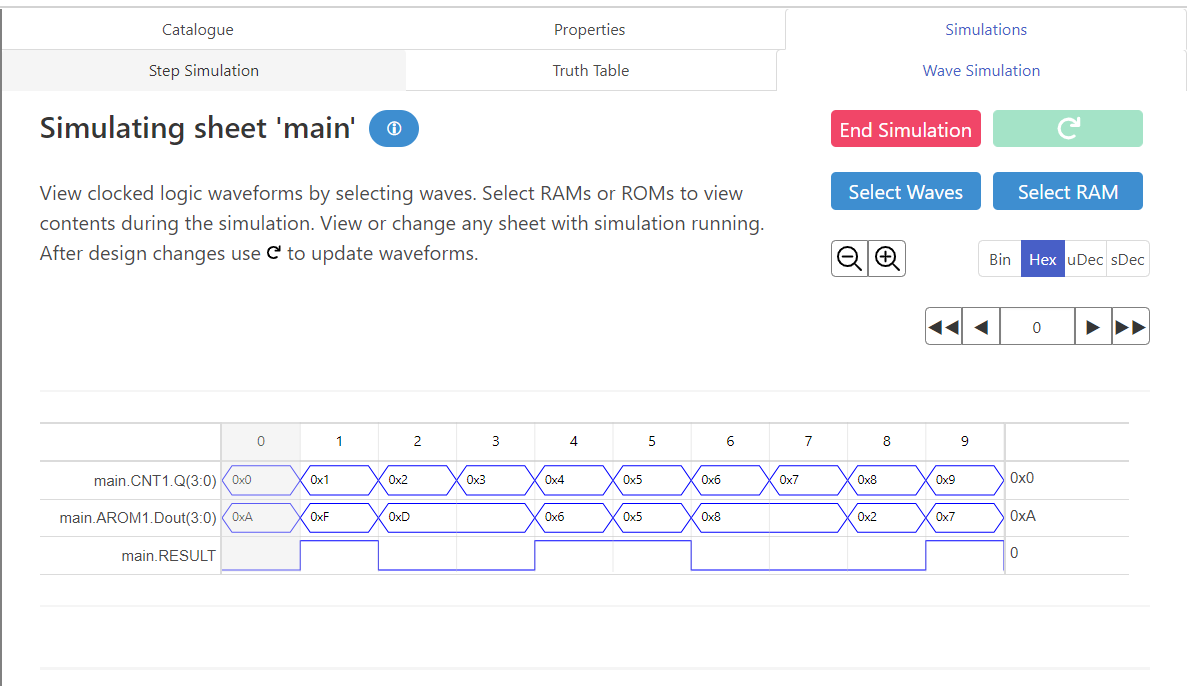 Catalogue Properties Simulations
Step Simulation Truth Table Wave Simulation
Simulating sheet 'main'
End Simulation
View clocked logic waveforms by selecting waves. Select RAMs or ROMs to view
contents during the simulation. View or change any sheet with simulation running.
After design changes use to update waveforms.
Select Waves Select RAM
Bin Hex uDec sDec
0
0 1 2 3 4 5 6 7 8 9
main.CNT1.Q(3:0) 0x0 0x1 0x2 0x3 0x4 0x5 0x6 0x7 0x8 0x9 0x0
main.AROM1.Dout(3:0) 0xA 0xF 0xD 0x6 0x5 0x8 0x2 0x7 0xA
main.RESULT 0